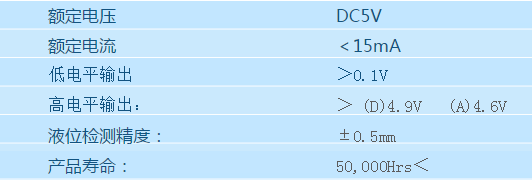 额定电压 DC5V
额定电流 ＜15mA
低电平输出 ＞0.1V
高电平输出： ＞ (D)4.9V (A)4.6V
液位检测精度： ±0.5mm
产品寿命： 50,000Hrs＜